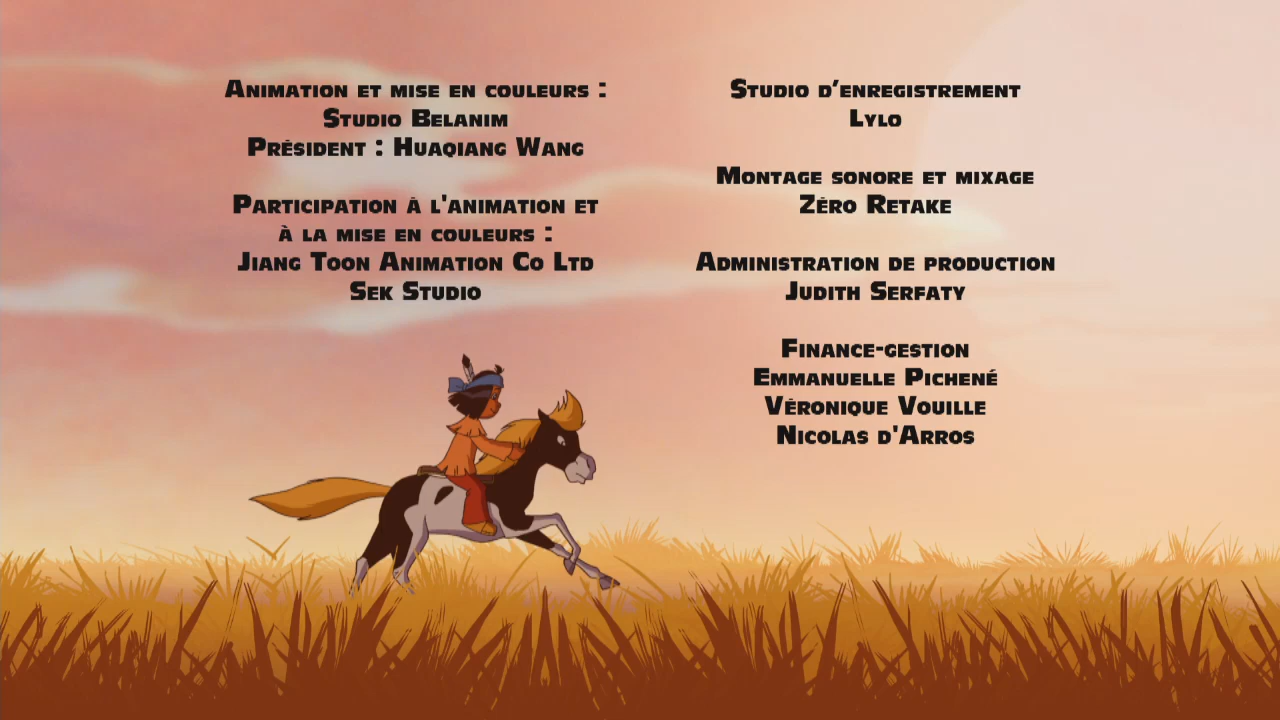 Animation et mise en couleurs :
Studio Belanim
Président : Huaqiang Wang
Participation à l'animation et
à la mise en couleurs :
Jiang Toon Animation Co Ltd
Sek Studio
Studio d’enregistrement
Lylo
Montage sonore et mixage
Zéro Retake
Administration de production
Judith Serfaty
Finance-gestion
Emmanuelle Pichené
Véronique Vouille
Nicolas d'Arros